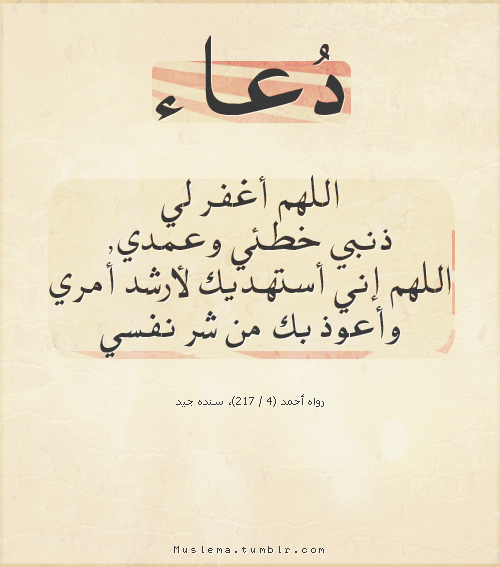 دُعاء
اللهم أغفر لي
ذنبي خطئي وعمدي,
اللهم إني أستهديك لأرشد أمري
وأعوذ بك من شر نفسي
رواه أحمد (4 / 217)، سنده جيد
Muslema.tumblr.com